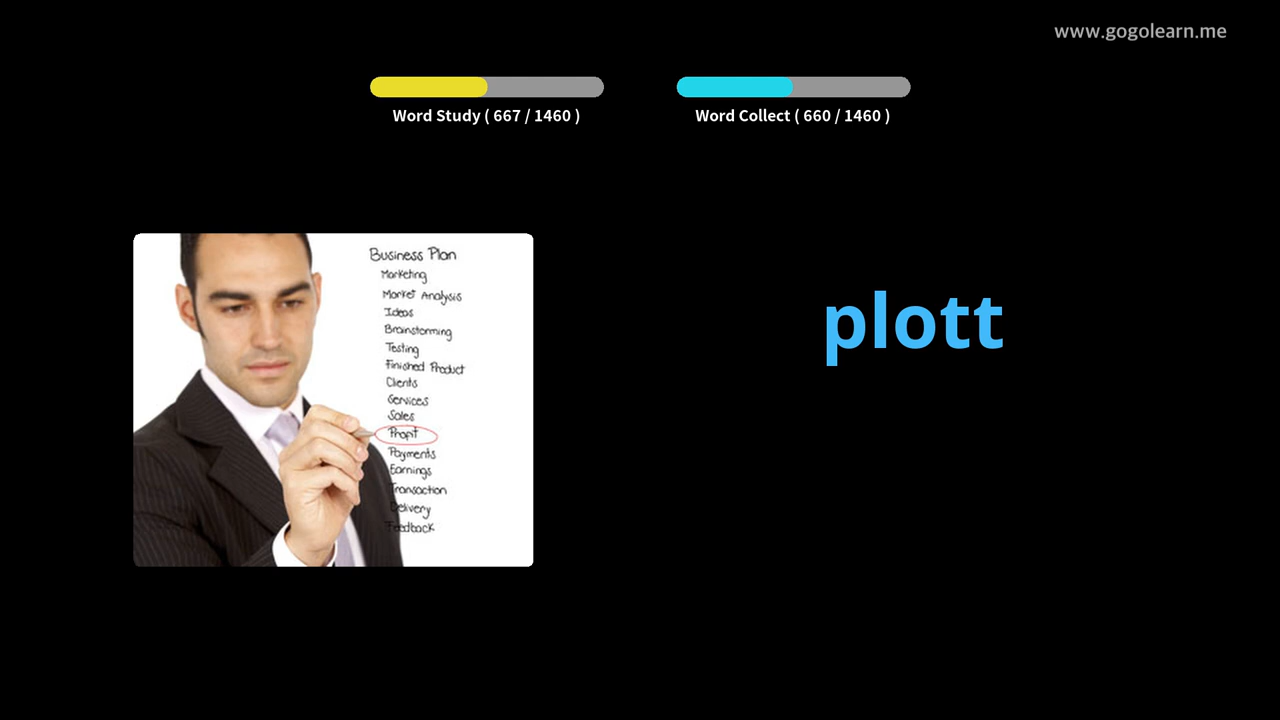 www.gogolearn.me
Word Study ( 667 / 1460 )
Word Collect ( 660 / 1460 )
Business Plan
Marketing
Market Analysis
Ideas
Brainstorming
Testing
Finished Product
Clients
Services
Sales
Profit
Payments
Earnings
Transaction
Delivery
Feedback
plott